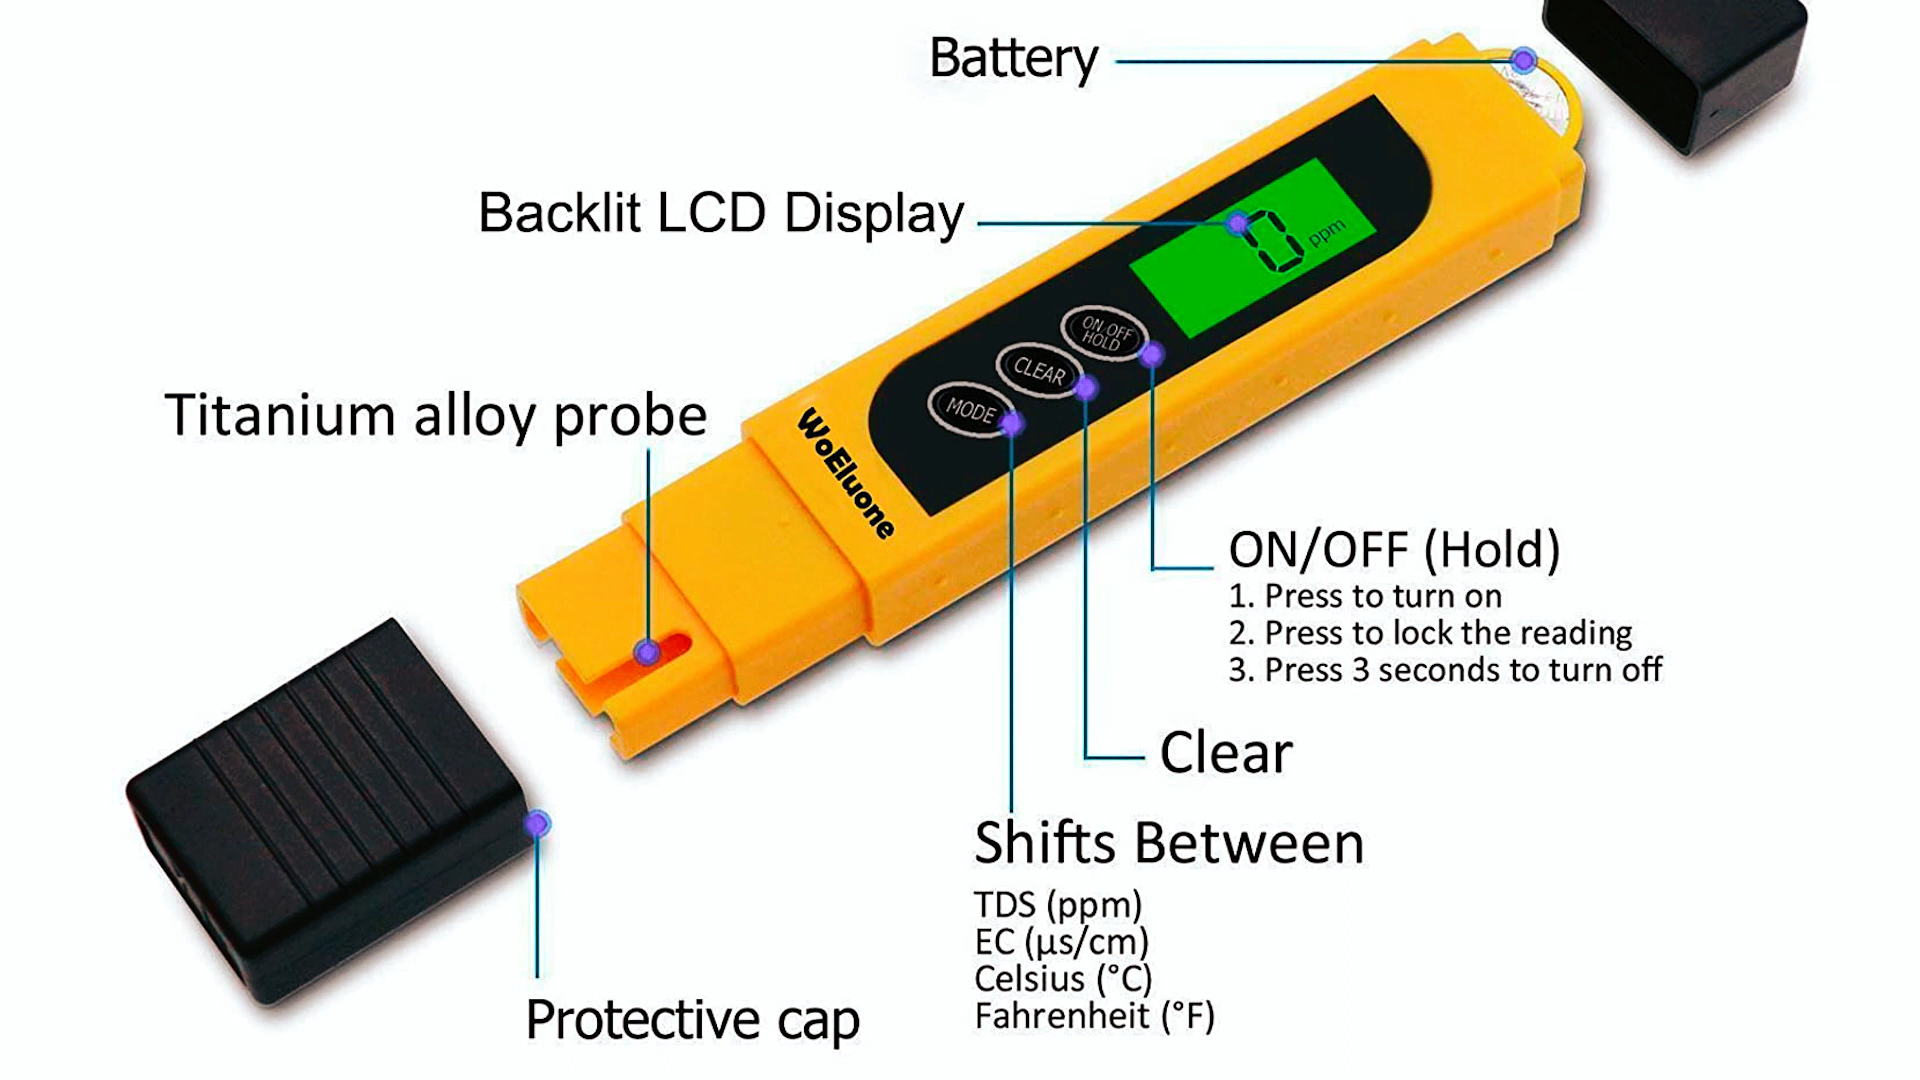 Battery
Backlit LCD Display
0 ppm
ON/OFF
HOLD
CLEAR
MODE
Titanium alloy probe
WoEluone
ON/OFF (Hold)
1. Press to turn on
2. Press to lock the reading
3. Press 3 seconds to turn off
Clear
Shifts Between
TDS (ppm)
EC (µs/cm)
Celsius (°C)
Fahrenheit (°F)
Protective cap